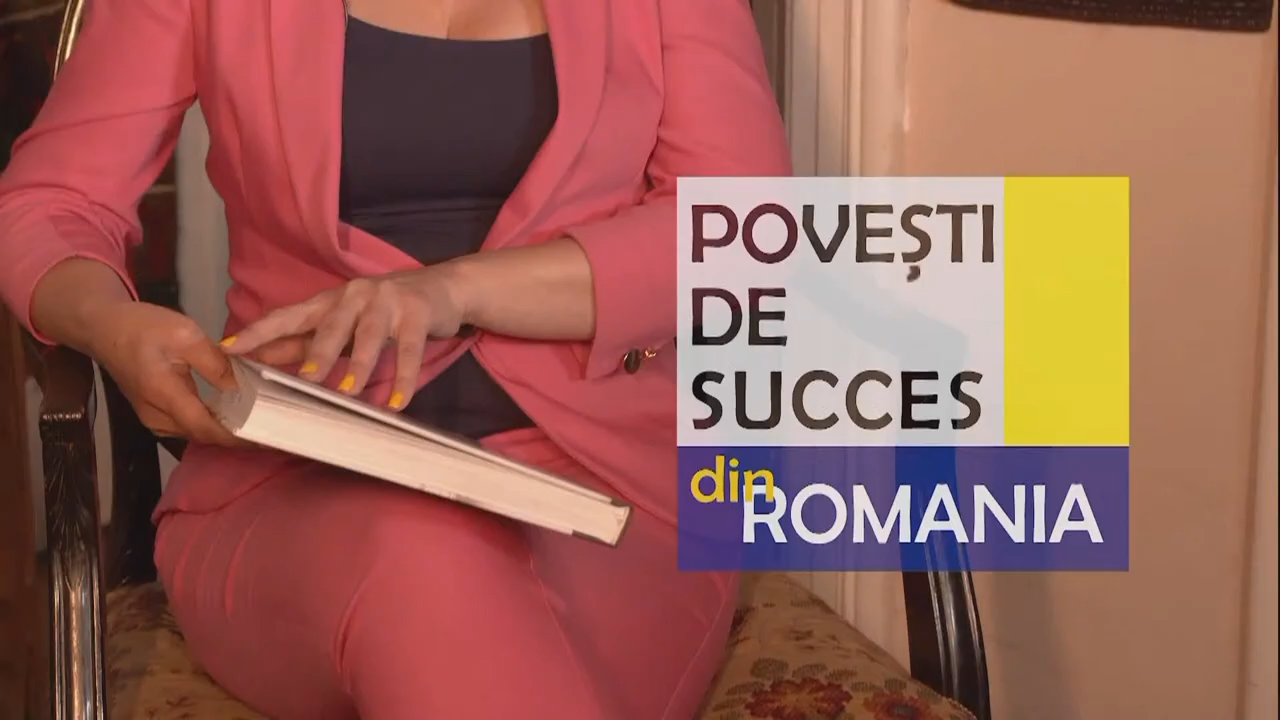 POVEȘTI
DE
SUCCES
din
ROMANIA